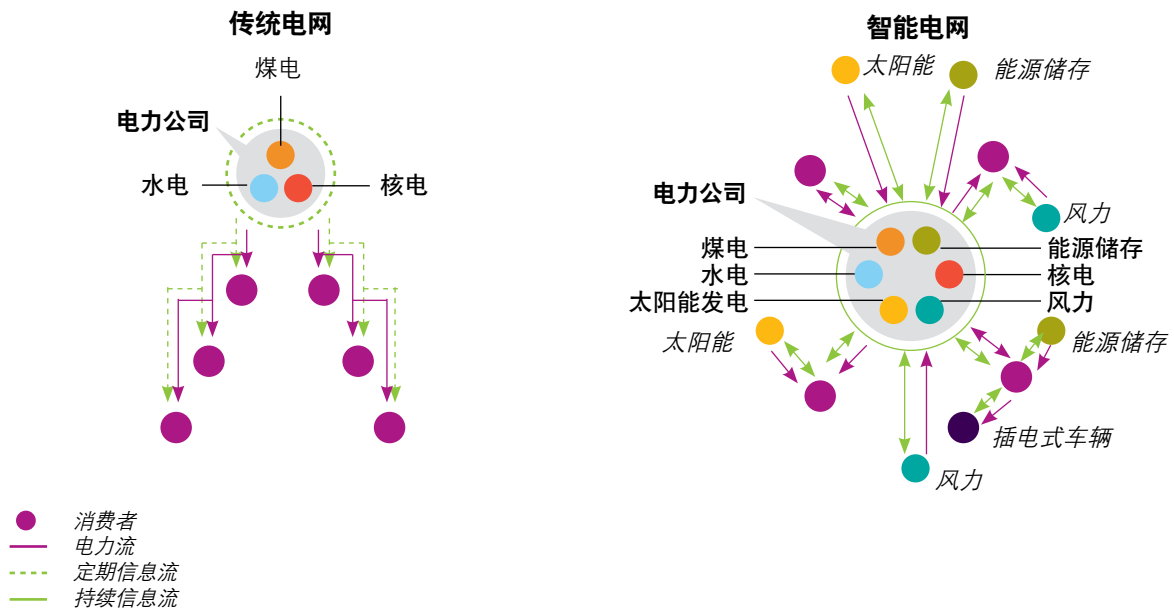 传统电网
煤电
电力公司
水电
核电
智能电网
太阳能
能源储存
电力公司
风力
煤电
能源储存
水电
核电
太阳能发电
风力
太阳能
能源储存
插电式车辆
风力
消费者
电力流
定期信息流
持续信息流